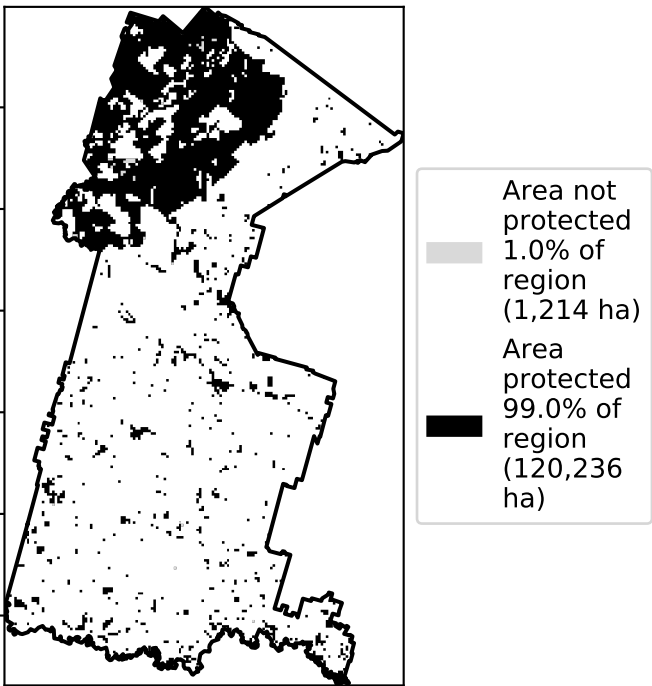 Area not
protected
1.0% of
region
(1,214 ha)
Area
protected
99.0% of
region
(120,236
ha)